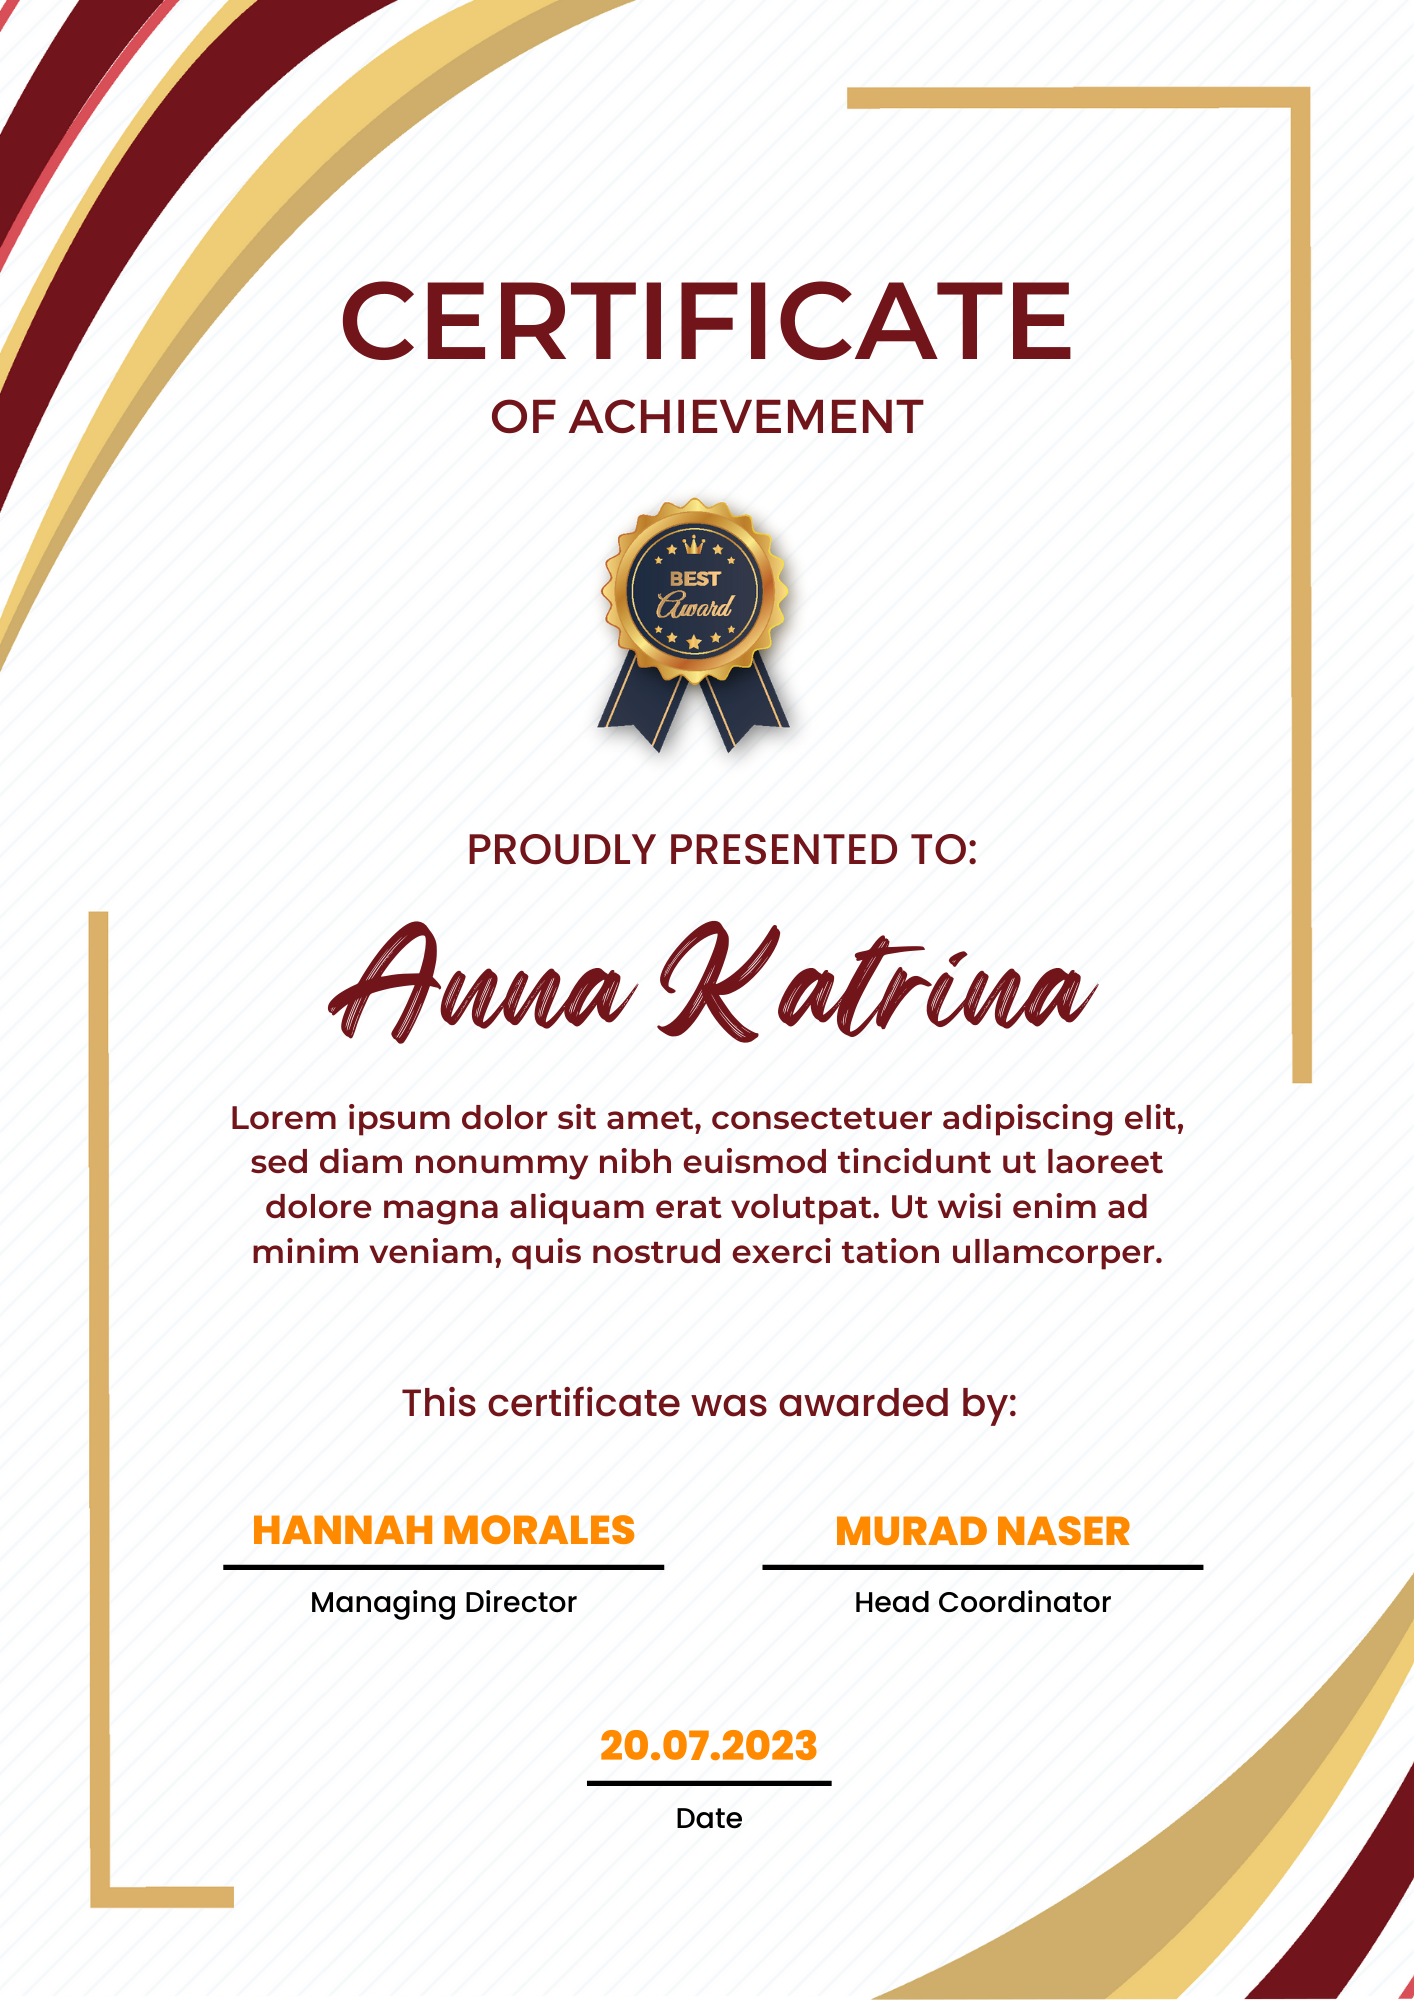 CERTIFICATE
OF ACHIEVEMENT
BEST
Award
PROUDLY PRESENTED TO:
Anna Katrina
Lorem ipsum dolor sit amet, consectetuer adipiscing elit,
sed diam nonummy nibh euismod tincidunt ut laoreet
dolore magna aliquam erat volutpat. Ut wisi enim ad
minim veniam, quis nostrud exerci tation ullamcorper.
This certificate was awarded by:
HANNAH MORALES
Managing Director
MURAD NASER
Head Coordinator
20.07.2023
Date